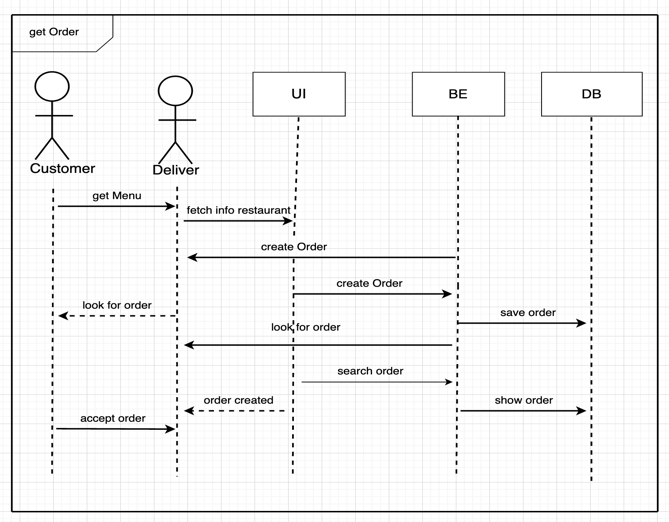 get Order
UI
BE
DB
Customer
Deliver
get Menu
fetch info restaurant
create Order
create Order
look for order
save order
look for order
search order
order created
show order
accept order